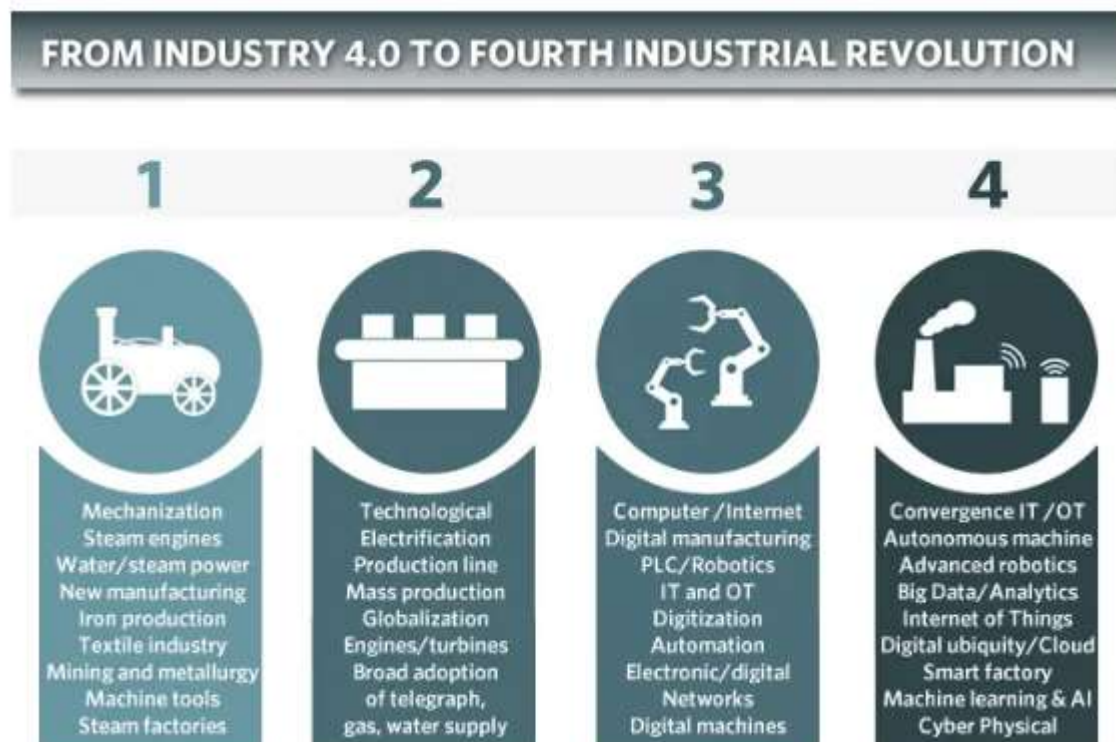 FROM INDUSTRY 4.0 TO FOURTH INDUSTRIAL REVOLUTION
1
2
3
4
Mechanization
Steam engines
Water/steam power
New manufacturing
Iron production
Textile industry
Mining and metallurgy
Machine tools
Steam factories
Technological
Electrification
Production line
Mass production
Globalization
Engines/turbines
Broad adoption
of telegraph,
gas, water supply
Computer /Internet
Digital manufacturing
PLC/Robotics
IT and OT
Digitization
Automation
Electronic/digital
Networks
Digital machines
Convergence IT /OT
Autonomous machine
Advanced robotics
Big Data/Analytics
Internet of Things
Digital ubiquity/Cloud
Smart factory
Machine learning & AI
Cyber Physical